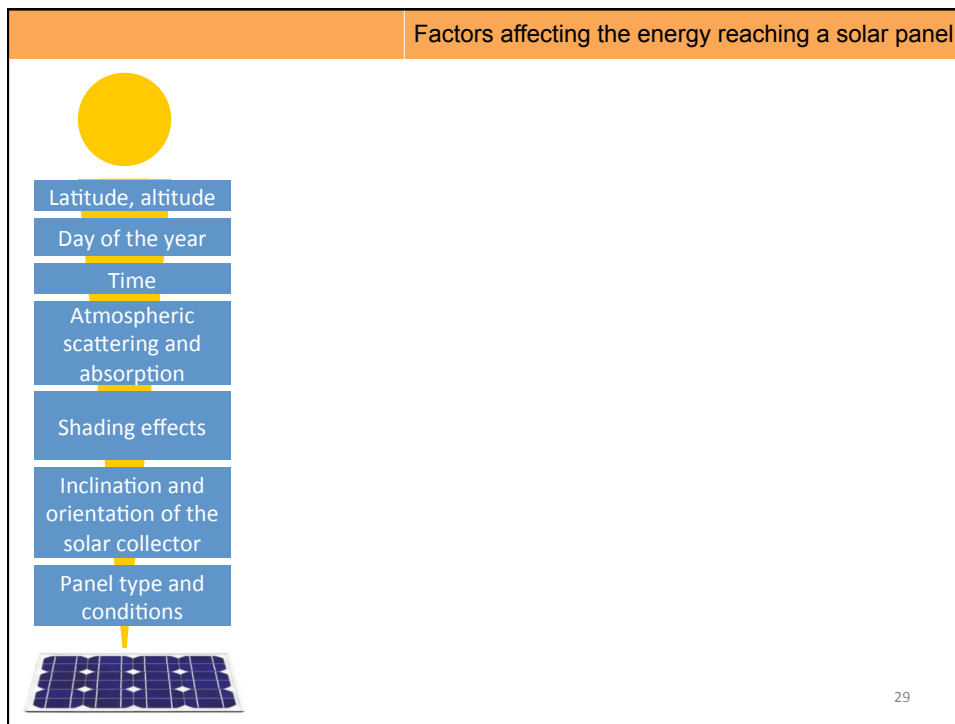 Factors affecting the energy reaching a solar panel
Latitude, altitude
Day of the year
Time
Atmospheric
scattering and
absorption
Shading effects
Inclination and
orientation of the
solar collector
Panel type and
conditions
29